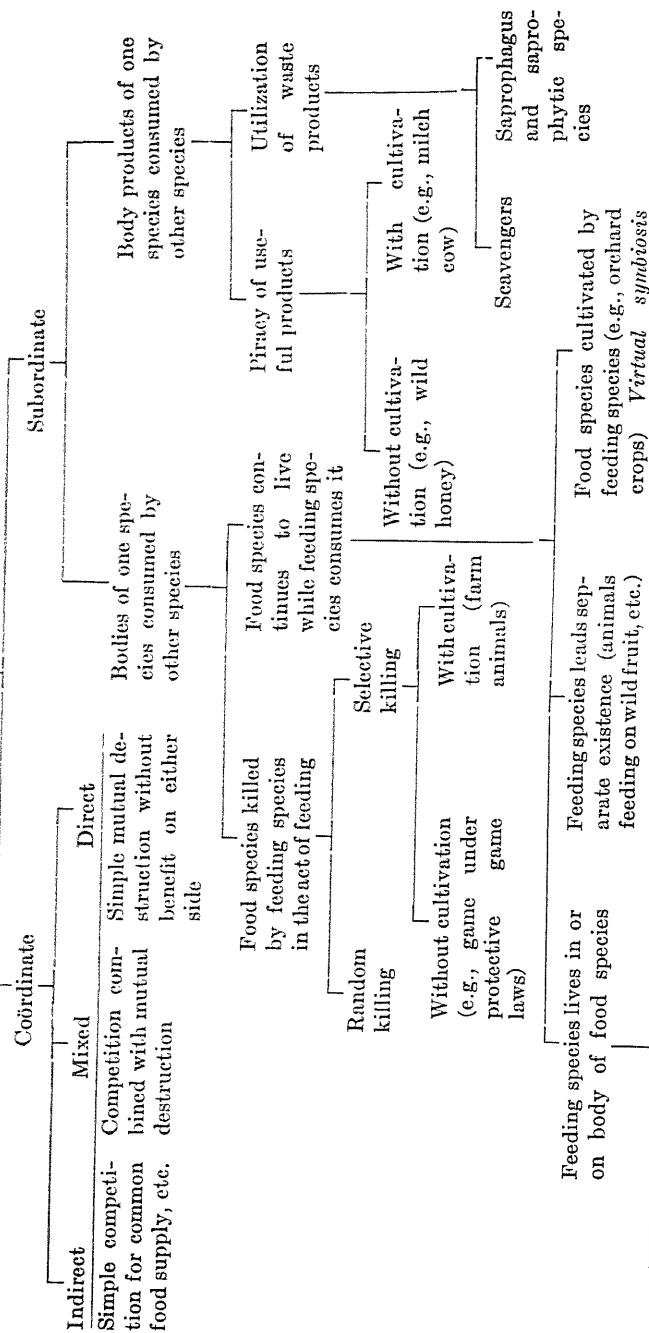 Coördinate
Subordinate
Indirect
Mixed
Direct
Simple competi-
tion for common
food supply, etc.
Competition com-
bined with mutual
destruction
Simple mutual de-
struction without
benefit on either
side
Bodies of one spe-
cies consumed by
other species
Body products of one
species consumed by
other species
Food species killed
by feeding species
in the act of feeding
Food species con-
tinues to live
while feeding spe-
cies consumes it
Piracy of use-
ful products
Utilization
of waste
products
Random
killing
Selective
killing
Without cultiva-
tion (e.g., wild
honey)
With cultiva-
tion (e.g., milch
cow)
Without cultivation
(e.g., game under
protective game
laws)
With cultiva-
tion (farm
animals)
Scavengers
Saprophagus
and sapro-
phytic spe-
cies
Feeding species lives in or
on body of food species
Feeding species leads sep-
arate existence (animals
feeding on wild fruit, etc.)
Food species cultivated by
feeding species (e.g., orchard
crops) Virtual symbiosis